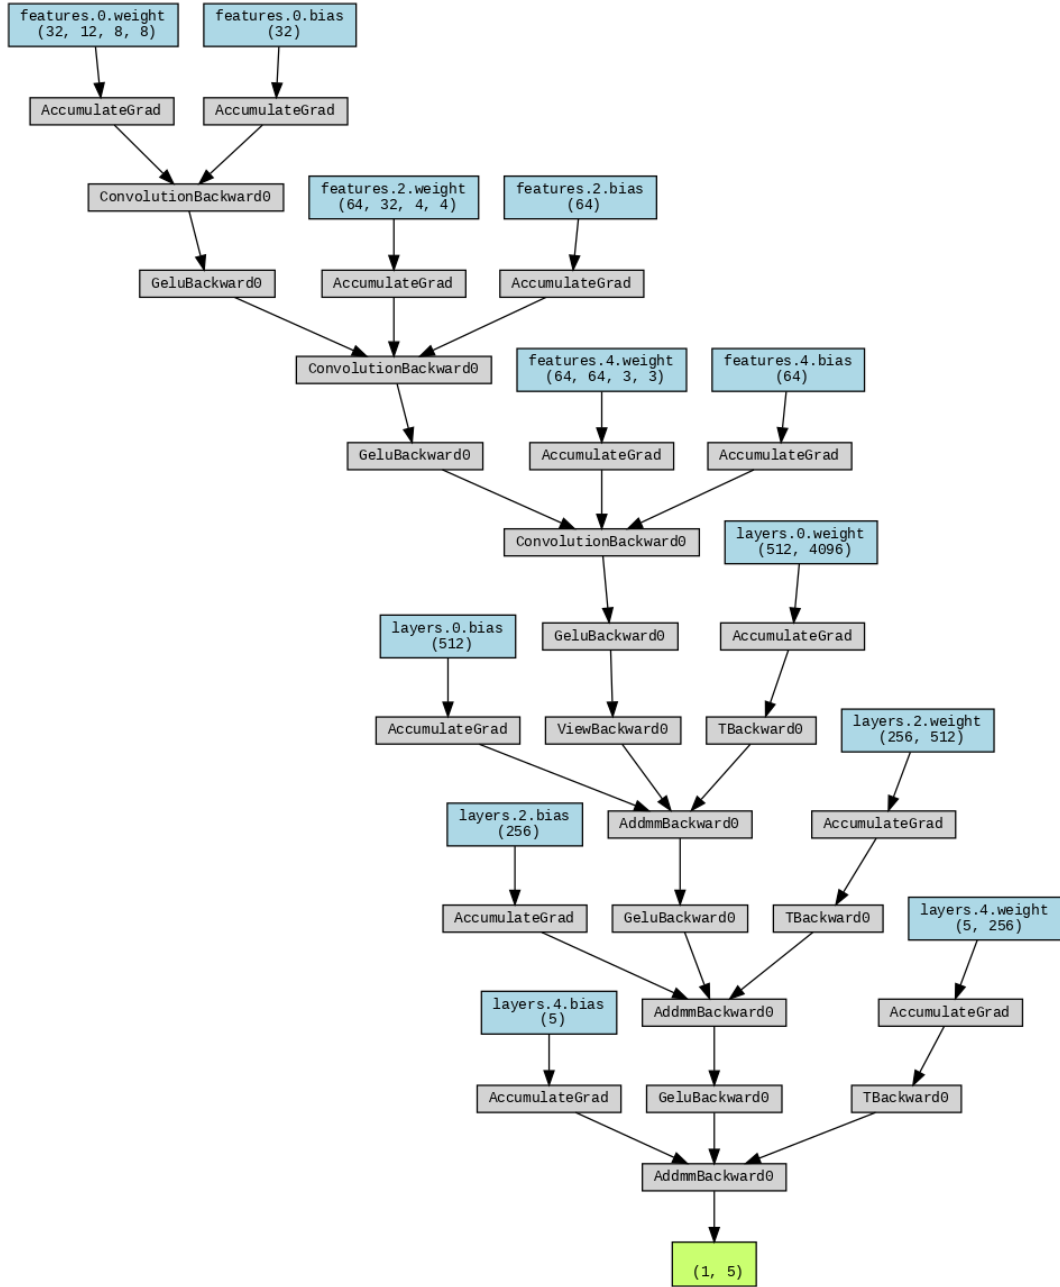 features.0.weight
(32, 12, 8, 8)
features.0.bias
(32)
AccumulateGrad
AccumulateGrad
ConvolutionBackward0
features.2.weight
(64, 32, 4, 4)
features.2.bias
(64)
GeluBackward0
AccumulateGrad
AccumulateGrad
ConvolutionBackward0
features.4.weight
(64, 64, 3, 3)
features.4.bias
(64)
GeluBackward0
AccumulateGrad
AccumulateGrad
ConvolutionBackward0
layers.0.weight
(512, 4096)
layers.0.bias
(512)
GeluBackward0
AccumulateGrad
AccumulateGrad
ViewBackward0
TBackward0
layers.2.weight
(256, 512)
layers.2.bias
(256)
AddmmBackward0
AccumulateGrad
AccumulateGrad
GeluBackward0
TBackward0
layers.4.weight
(5, 256)
layers.4.bias
(5)
AddmmBackward0
AccumulateGrad
AccumulateGrad
GeluBackward0
TBackward0
AddmmBackward0
(1, 5)